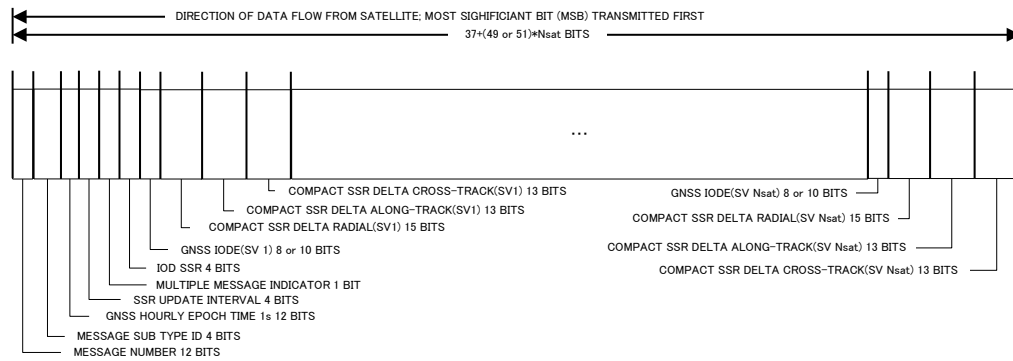 DIRECTION OF DATA FLOW FROM SATELLITE; MOST SIGHIFICIANT BIT (MSB) TRANSMITTED FIRST
37+(49 or 51)*Nsat BITS
...
COMPACT SSR DELTA CROSS-TRACK(SV1) 13 BITS
COMPACT SSR DELTA ALONG-TRACK(SV1) 13 BITS
COMPACT SSR DELTA RADIAL(SV1) 15 BITS
GNSS IODE(SV 1) 8 or 10 BITS
IOD SSR 4 BITS
MULTIPLE MESSAGE INDICATOR 1 BIT
SSR UPDATE INTERVAL 4 BITS
GNSS HOURLY EPOCH TIME 1s 12 BITS
MESSAGE SUB TYPE ID 4 BITS
MESSAGE NUMBER 12 BITS
GNSS IODE(SV Nsat) 8 or 10 BITS
COMPACT SSR DELTA RADIAL(SV Nsat) 15 BITS
COMPACT SSR DELTA ALONG-TRACK(SV Nsat) 13 BITS
COMPACT SSR DELTA CROSS-TRACK(SV Nsat) 13 BITS